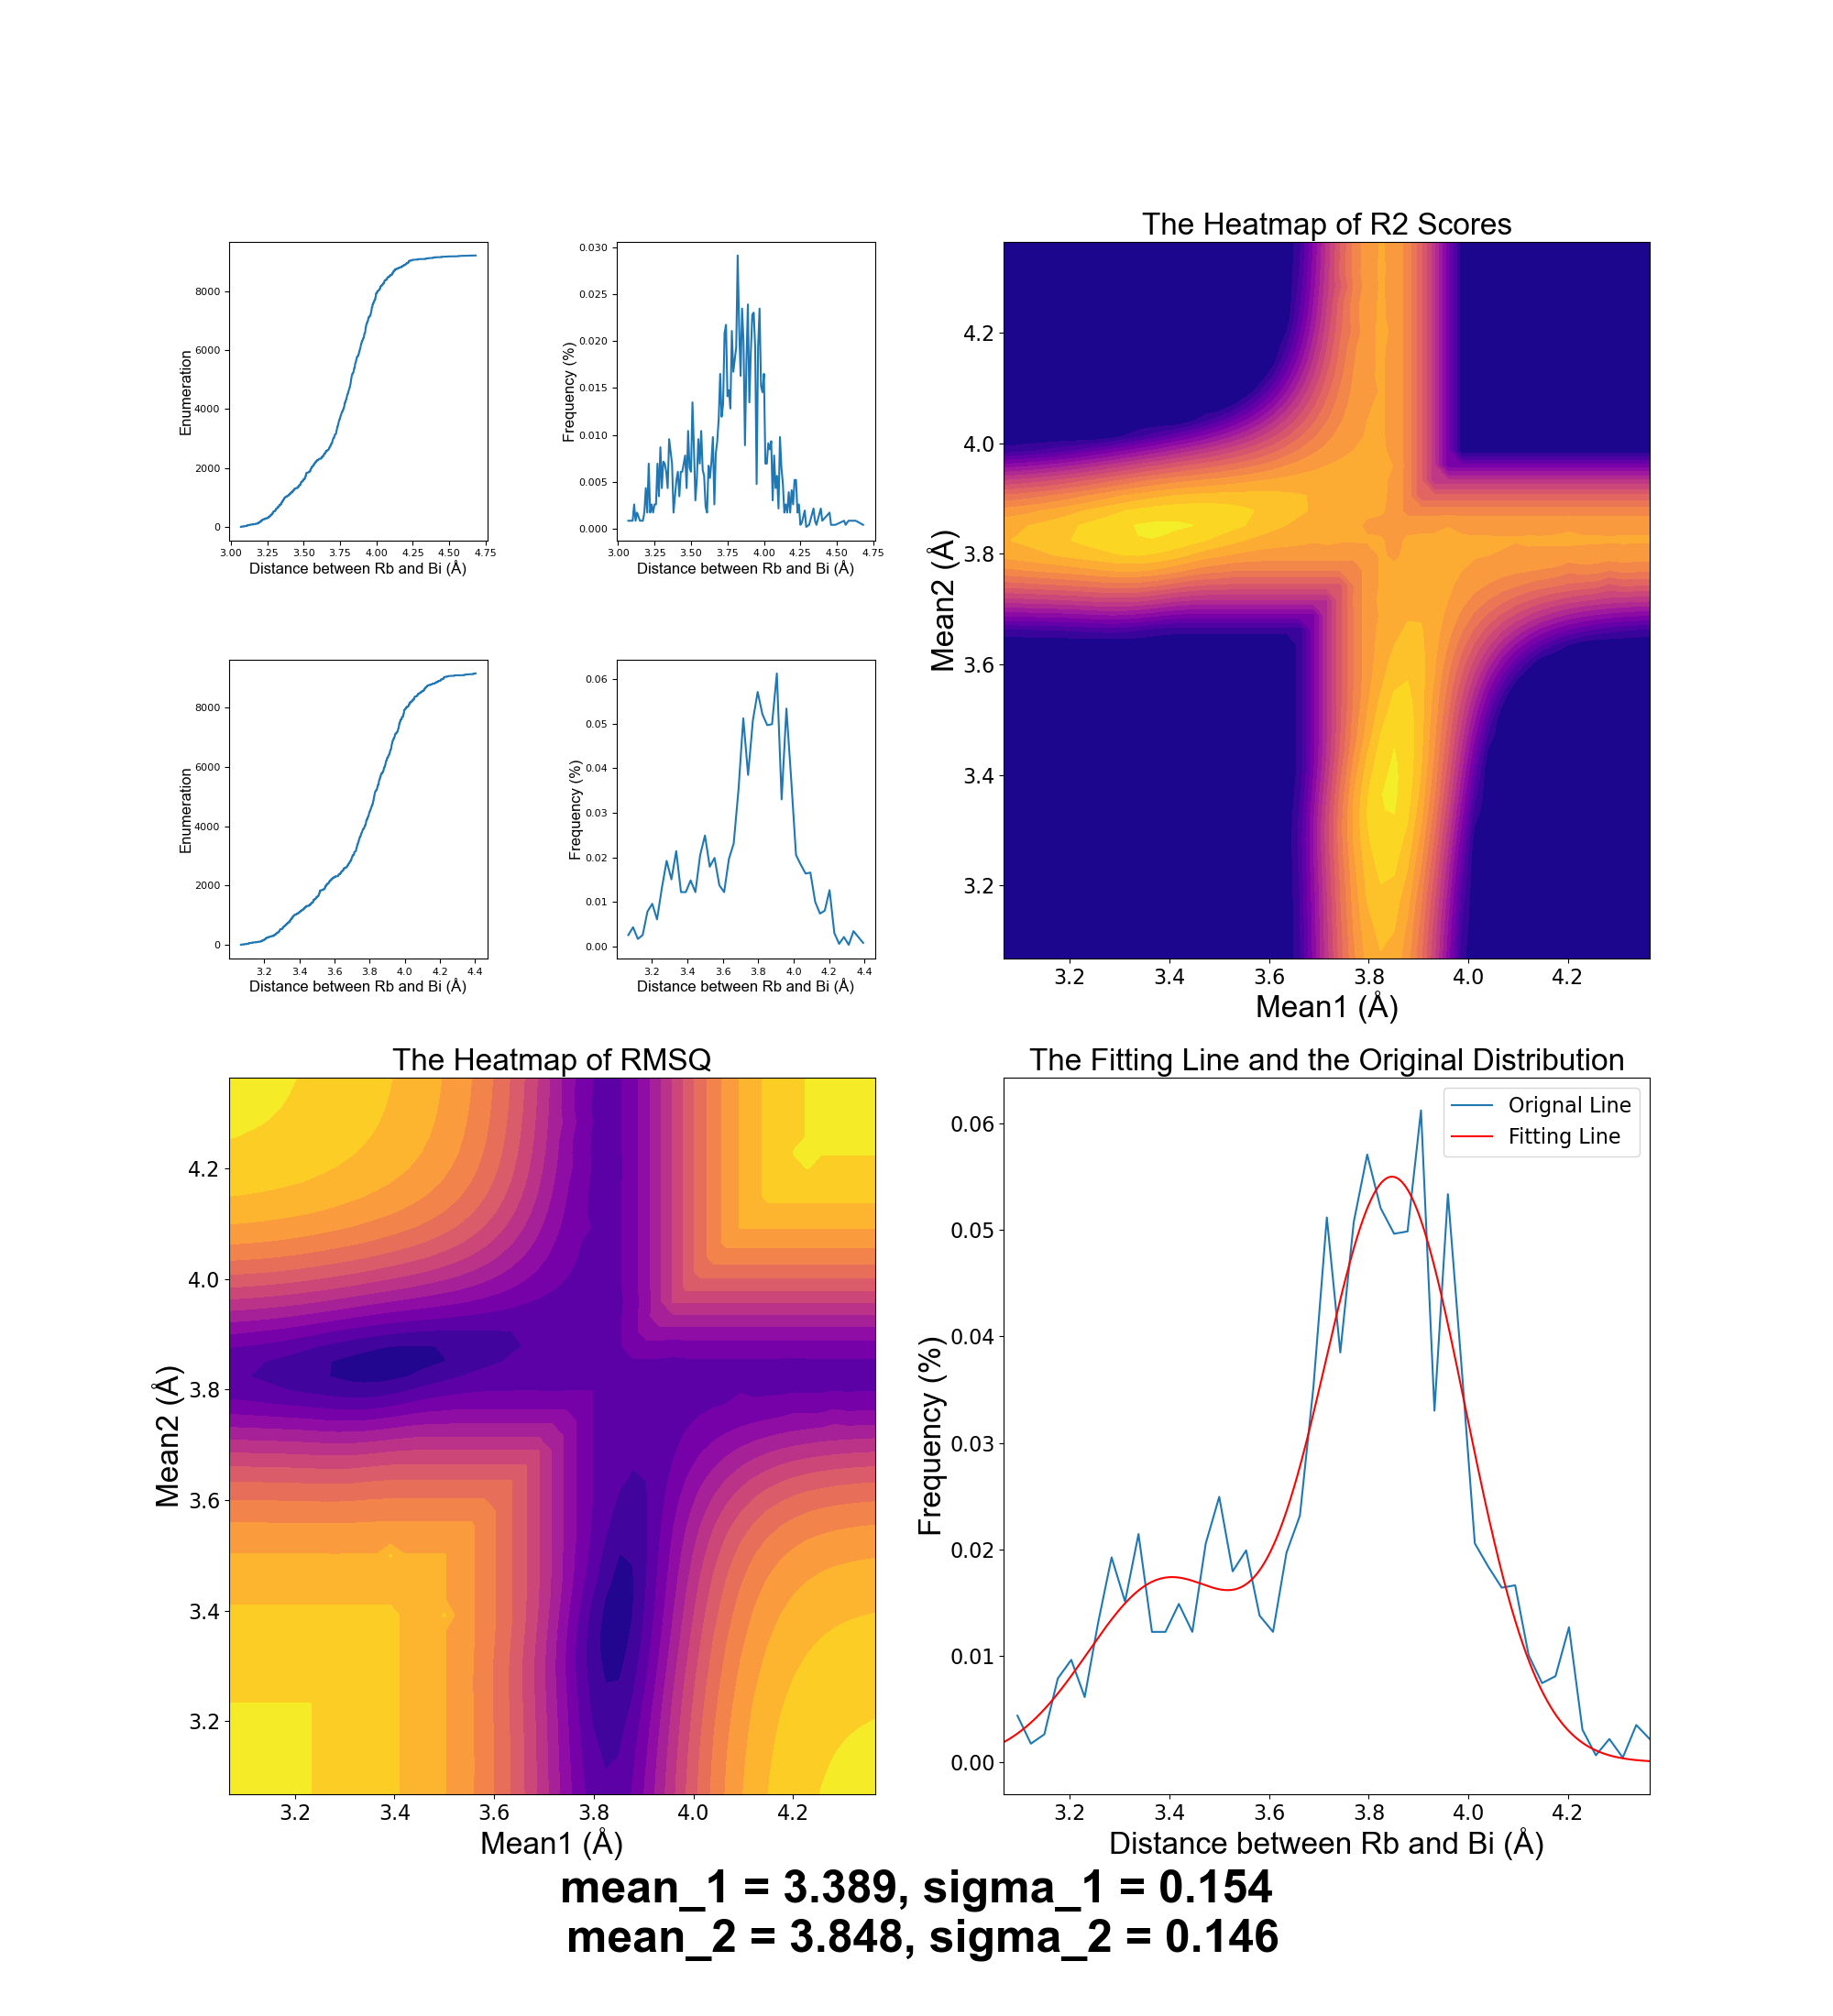 The Heatmap of R2 Scores
8000
6000
4000
2000
0
Enumeration
3.00 3.25 3.50 3.75 4.00 4.25 4.50 4.75
Distance between Rb and Bi (Å)
0.030
0.025
0.020
0.015
0.010
0.005
0.000
Frequency (%)
3.00 3.25 3.50 3.75 4.00 4.25 4.50 4.75
Distance between Rb and Bi (Å)
4.2
4.0
3.8
3.6
3.4
3.2
Mean2 (Å)
3.2 3.4 3.6 3.8 4.0 4.2
Mean1 (Å)
8000
6000
4000
2000
0
Enumeration
3.2 3.4 3.6 3.8 4.0 4.2 4.4
Distance between Rb and Bi (Å)
0.06
0.05
0.04
0.03
0.02
0.01
0.00
Frequency (%)
3.2 3.4 3.6 3.8 4.0 4.2 4.4
Distance between Rb and Bi (Å)
The Heatmap of RMSQ
4.2
4.0
3.8
3.6
3.4
3.2
Mean2 (Å)
3.2 3.4 3.6 3.8 4.0 4.2
Mean1 (Å)
The Fitting Line and the Original Distribution
Orignal Line
Fitting Line
0.06
0.05
0.04
0.03
0.02
0.01
0.00
Frequency (%)
3.2 3.4 3.6 3.8 4.0 4.2
Distance between Rb and Bi (Å)
mean_1 = 3.389, sigma_1 = 0.154
mean_2 = 3.848, sigma_2 = 0.146